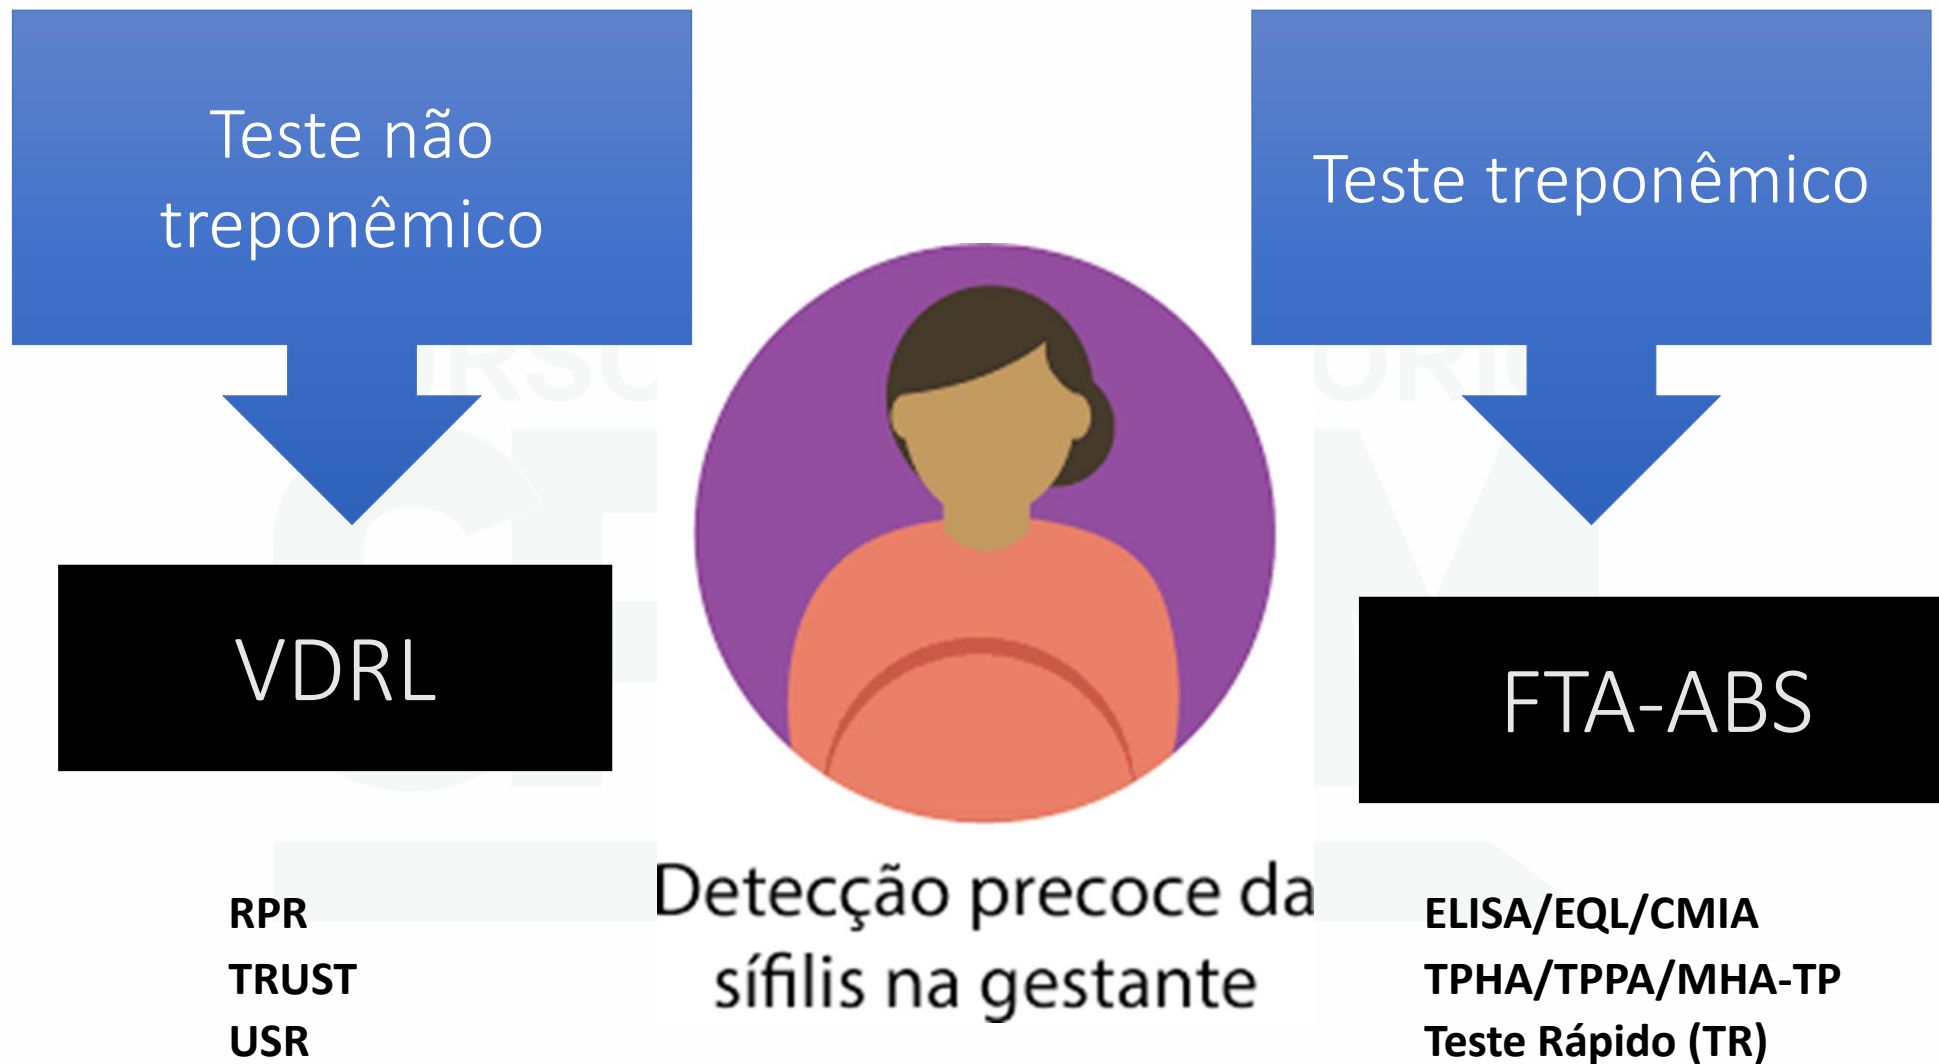 Teste não
treponêmico
VDRL
RPR
TRUST
USR
Detecção precoce da
sífilis na gestante
Teste treponêmico
FTA-ABS
ELISA/EQL/CMIA
TPHA/TPPA/MHA-TP
Teste Rápido (TR)